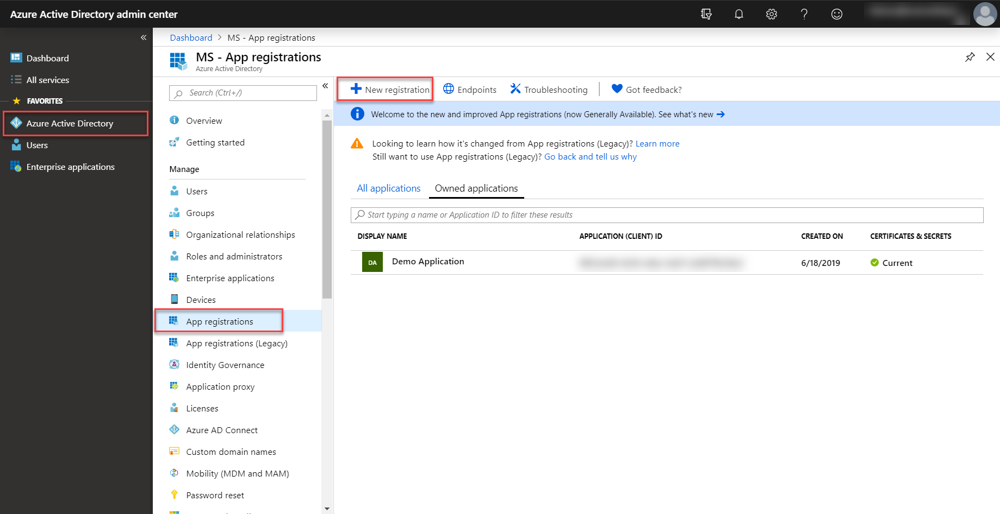 Azure Active Directory admin center
Dashboard
All services
FAVORITES
Azure Active Directory
Users
Enterprise applications
Dashboard > MS - App registrations
MS - App registrations
Azure Active Directory
Search (Ctrl+/)
Overview
Getting started
Manage
Users
Groups
Organizational relationships
Roles and administrators
Enterprise applications
Devices
App registrations
App registrations (Legacy)
Identity Governance
Application proxy
Licenses
Azure AD Connect
Custom domain names
Mobility (MDM and MAM)
Password reset
New registration Endpoints Troubleshooting Got feedback?
Welcome to the new and improved App registrations (now Generally Available). See what's new →
Looking to learn how it's changed from App registrations (Legacy)? Learn more
Still want to use App registrations (Legacy)? Go back and tell us why
All applications Owned applications
Start typing a name or Application ID to filter these results
DISPLAY NAME APPLICATION (CLIENT) ID CREATED ON CERTIFICATES & SECRETS
DA Demo Application 6/18/2019 Current